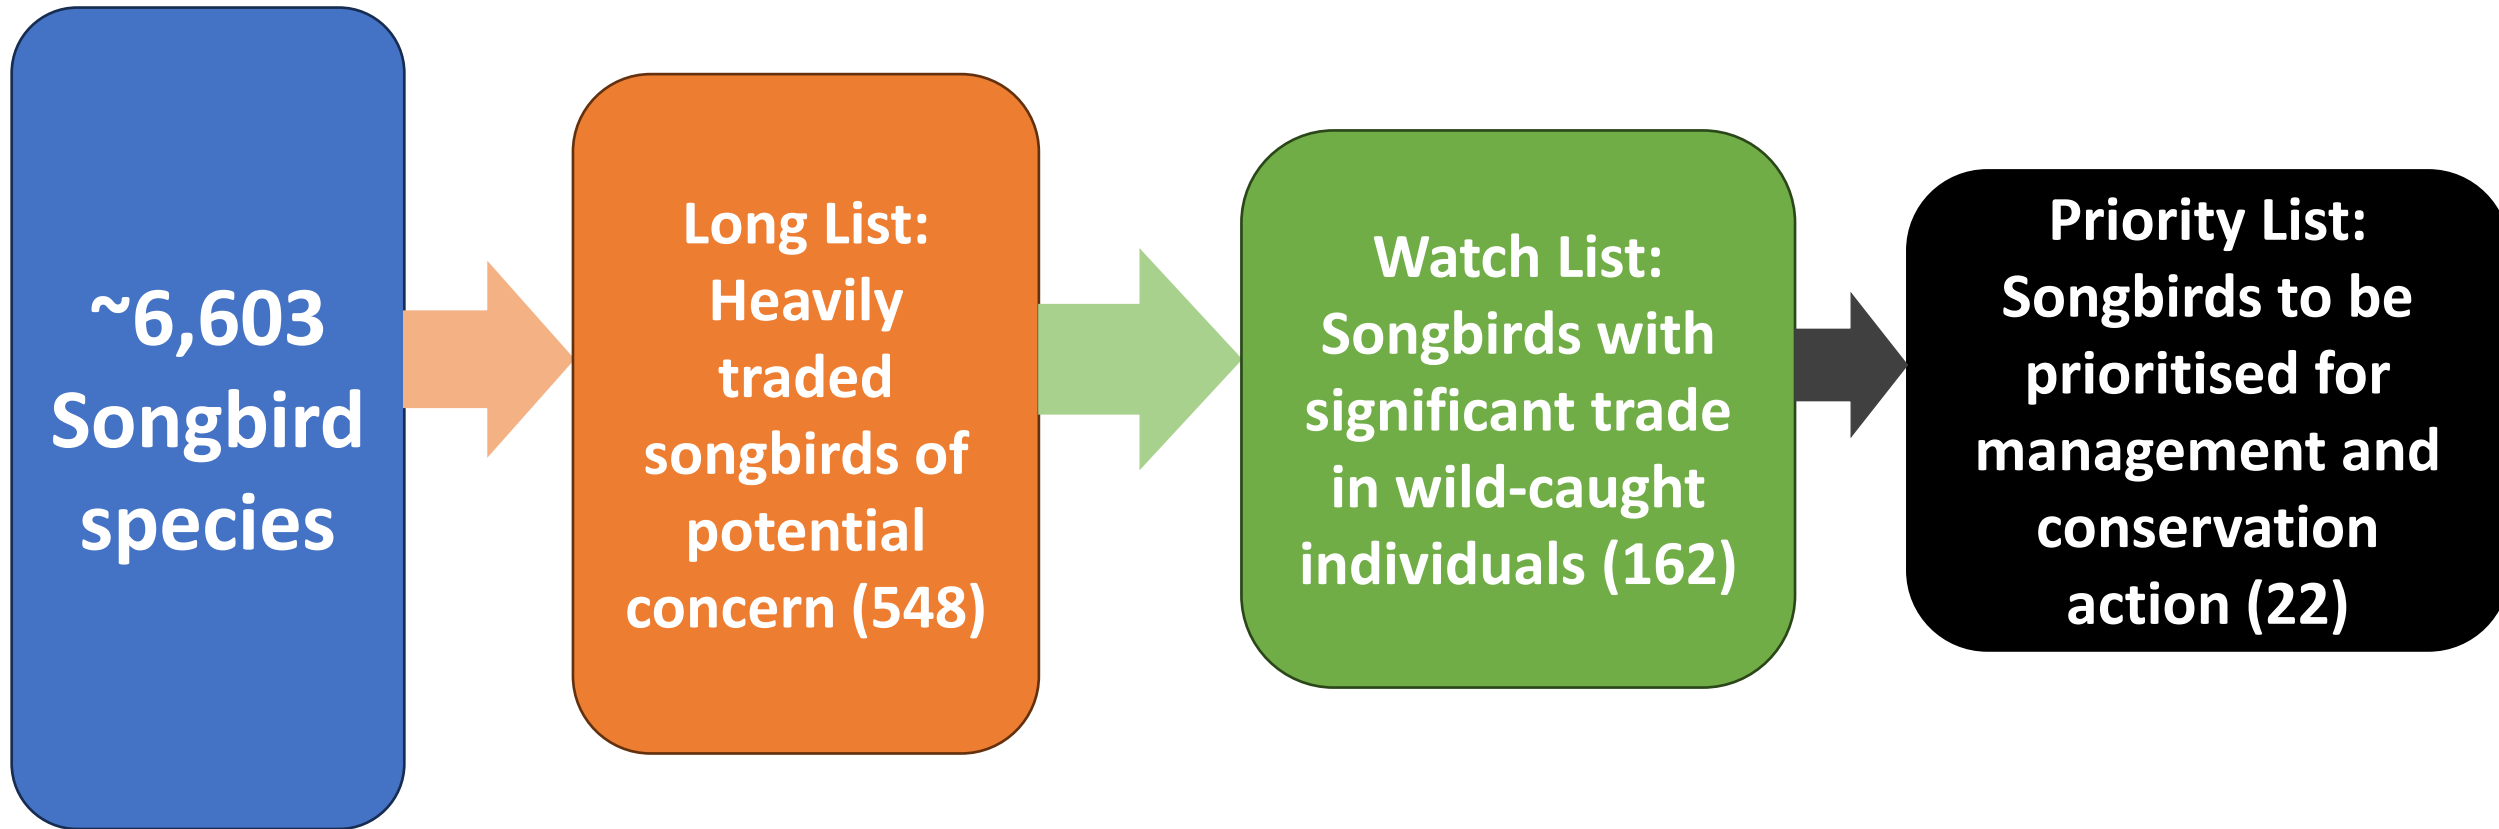 ~6,603
Songbird
species
Long List:
Heavily
traded
songbirds of
potential
concern (548)
Watch List:
Songbirds with
significant trade
in wild-caught
individuals (162)
Priority List:
Songbirds to be
prioritized for
management and
conservation
action (22)